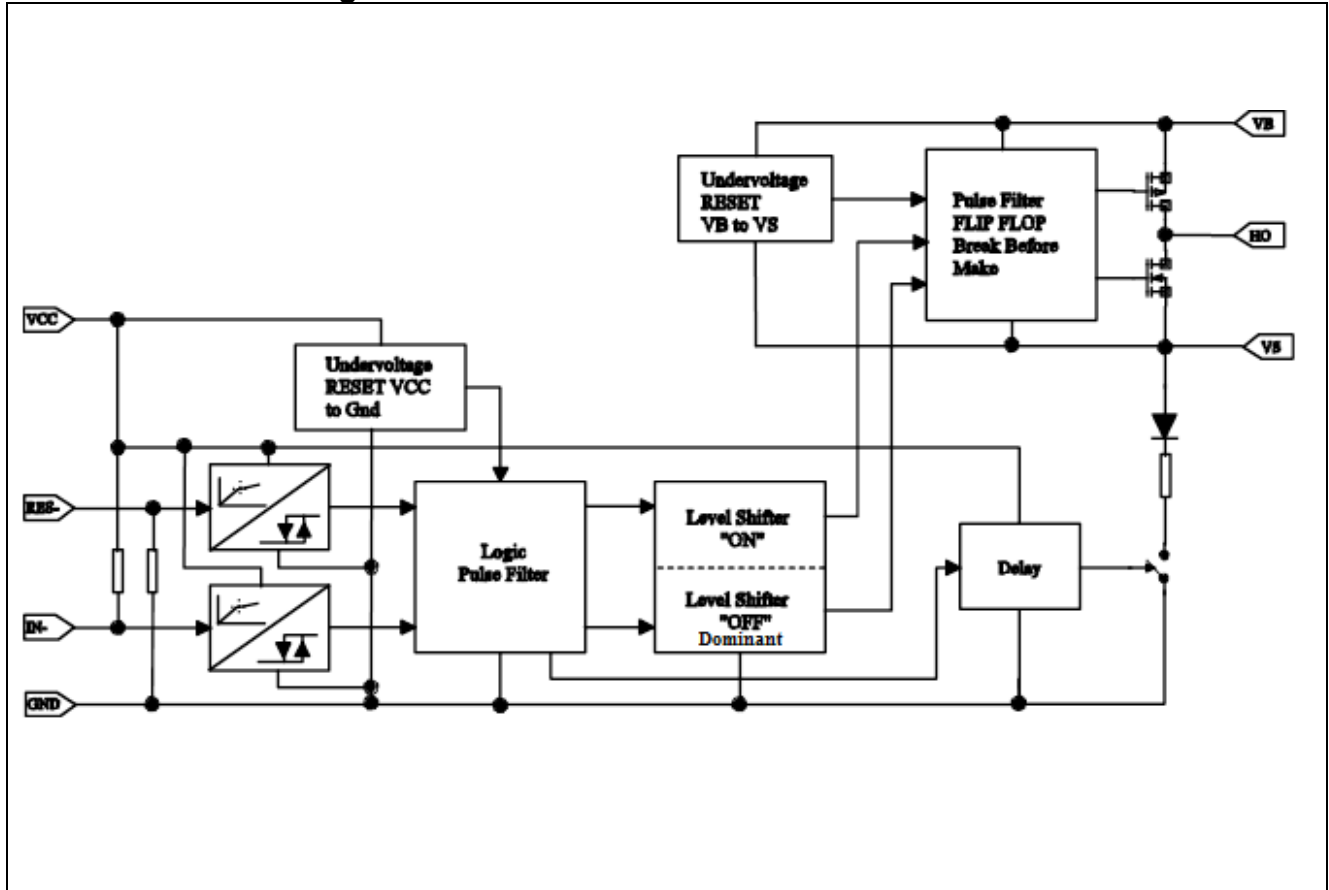 VB
Undervoltage
RESET
VB to VS
Pulse Filter
FLIP FLOP
Break Before
Make
HO
VCC
VS
Undervoltage
RESET VCC
to Gnd
RES-
Logic
Pulse Filter
Level Shifter
"ON"
Delay
IN-
Level Shifter
"OFF"
Dominant
GND